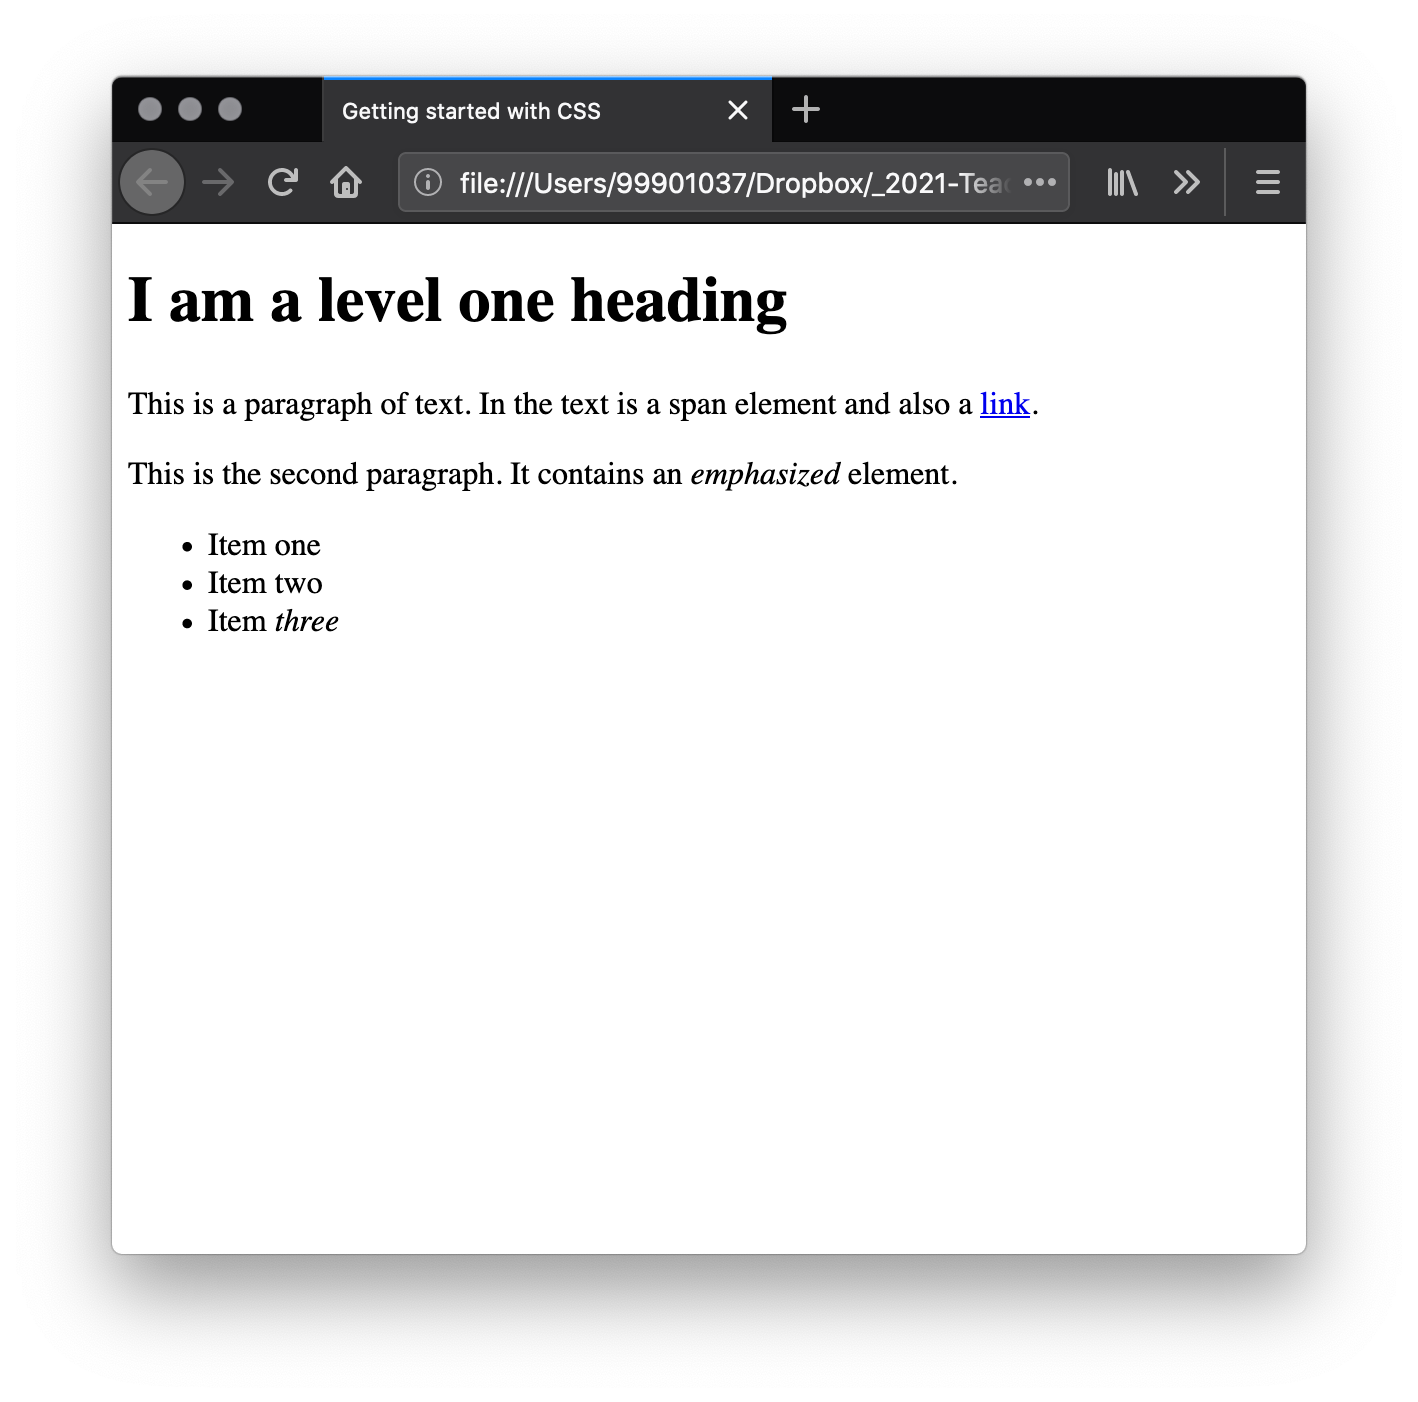 Getting started with CSS
file:///Users/99901037/Dropbox/_2021-Teac
I am a level one heading
This is a paragraph of text. In the text is a span element and also a link.
This is the second paragraph. It contains an emphasized element.
• Item one
• Item two
• Item three